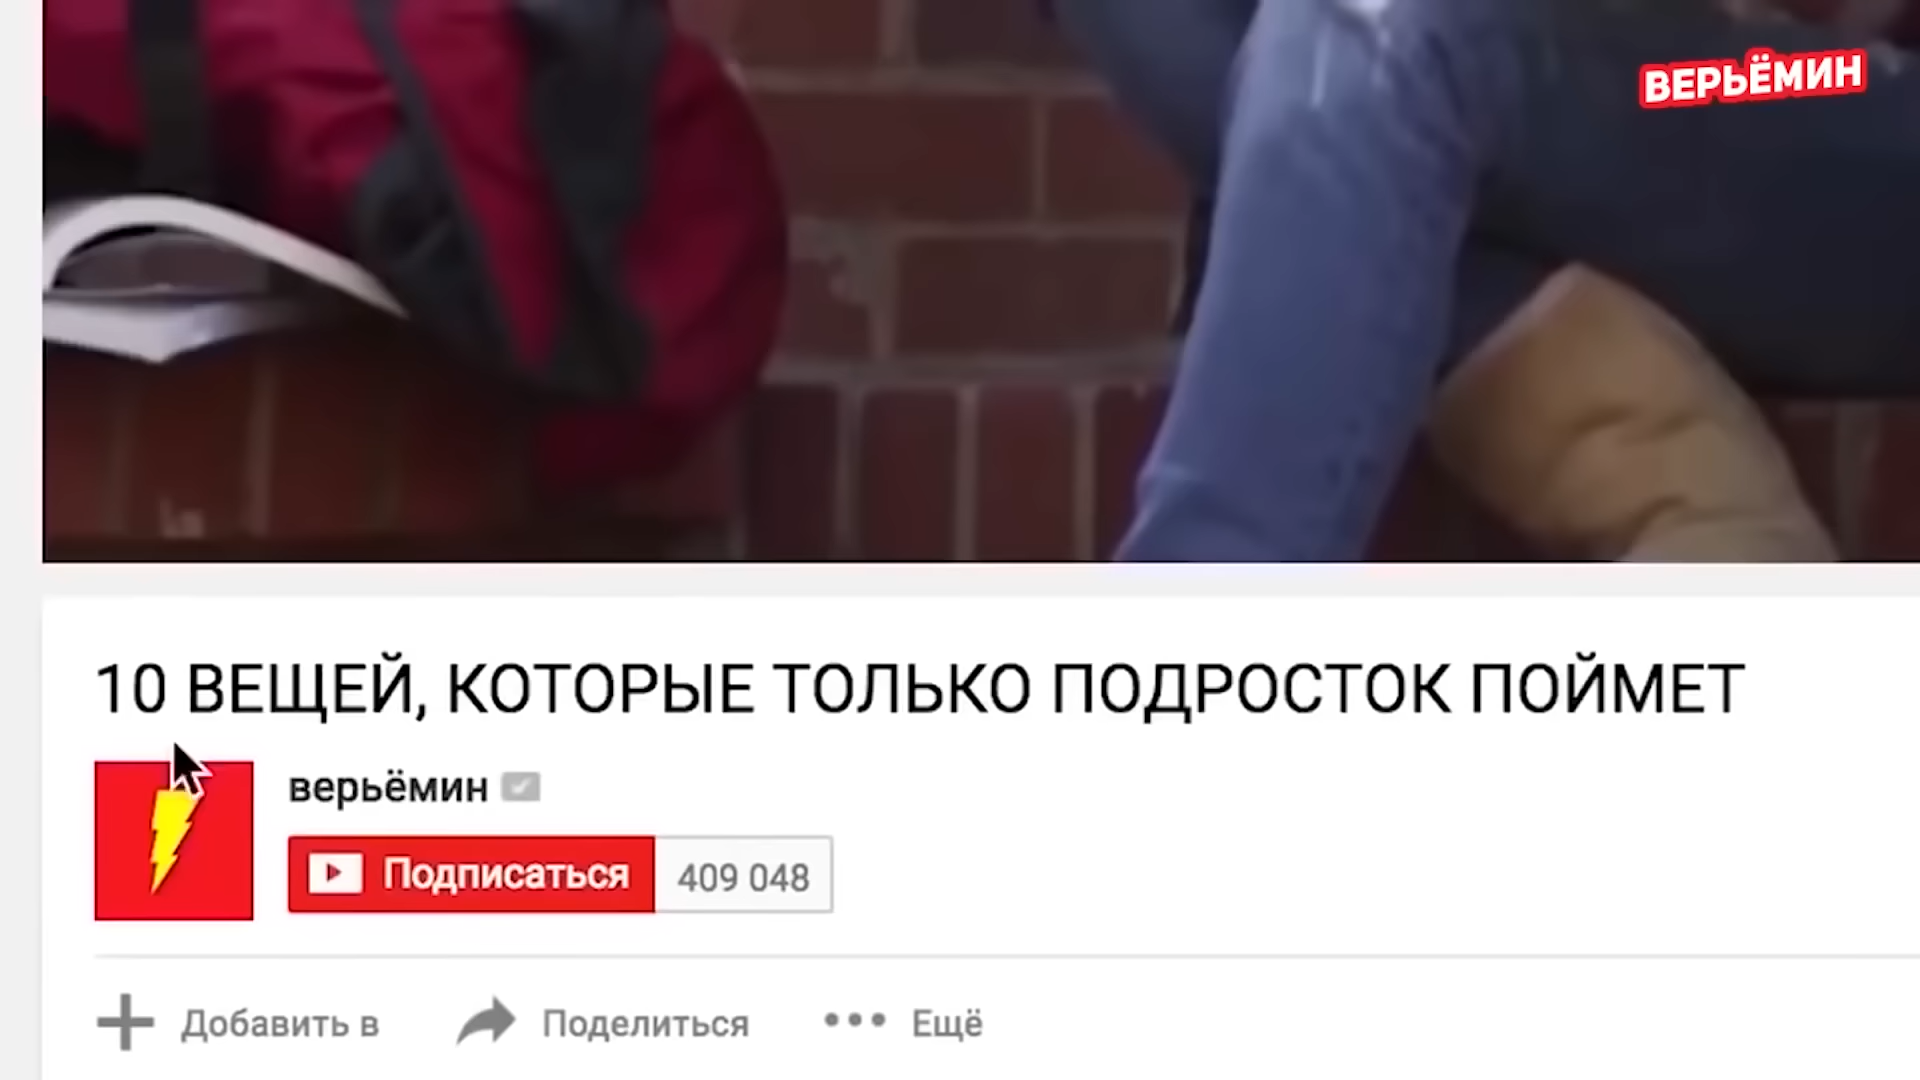 ВЕРЬЁМИН
10 ВЕЩЕЙ, КОТОРЫЕ ТОЛЬКО ПОДРОСТОК ПОЙМЕТ
верьёмин
Подписаться 409 048
Добавить в Поделиться Ещё